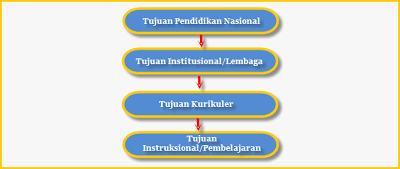 Tujuan Pendidikan Nasional
Tujuan Institusional/Lembaga
Tujuan Kurikuler
Tujuan
Instruksional/Pembelajaran